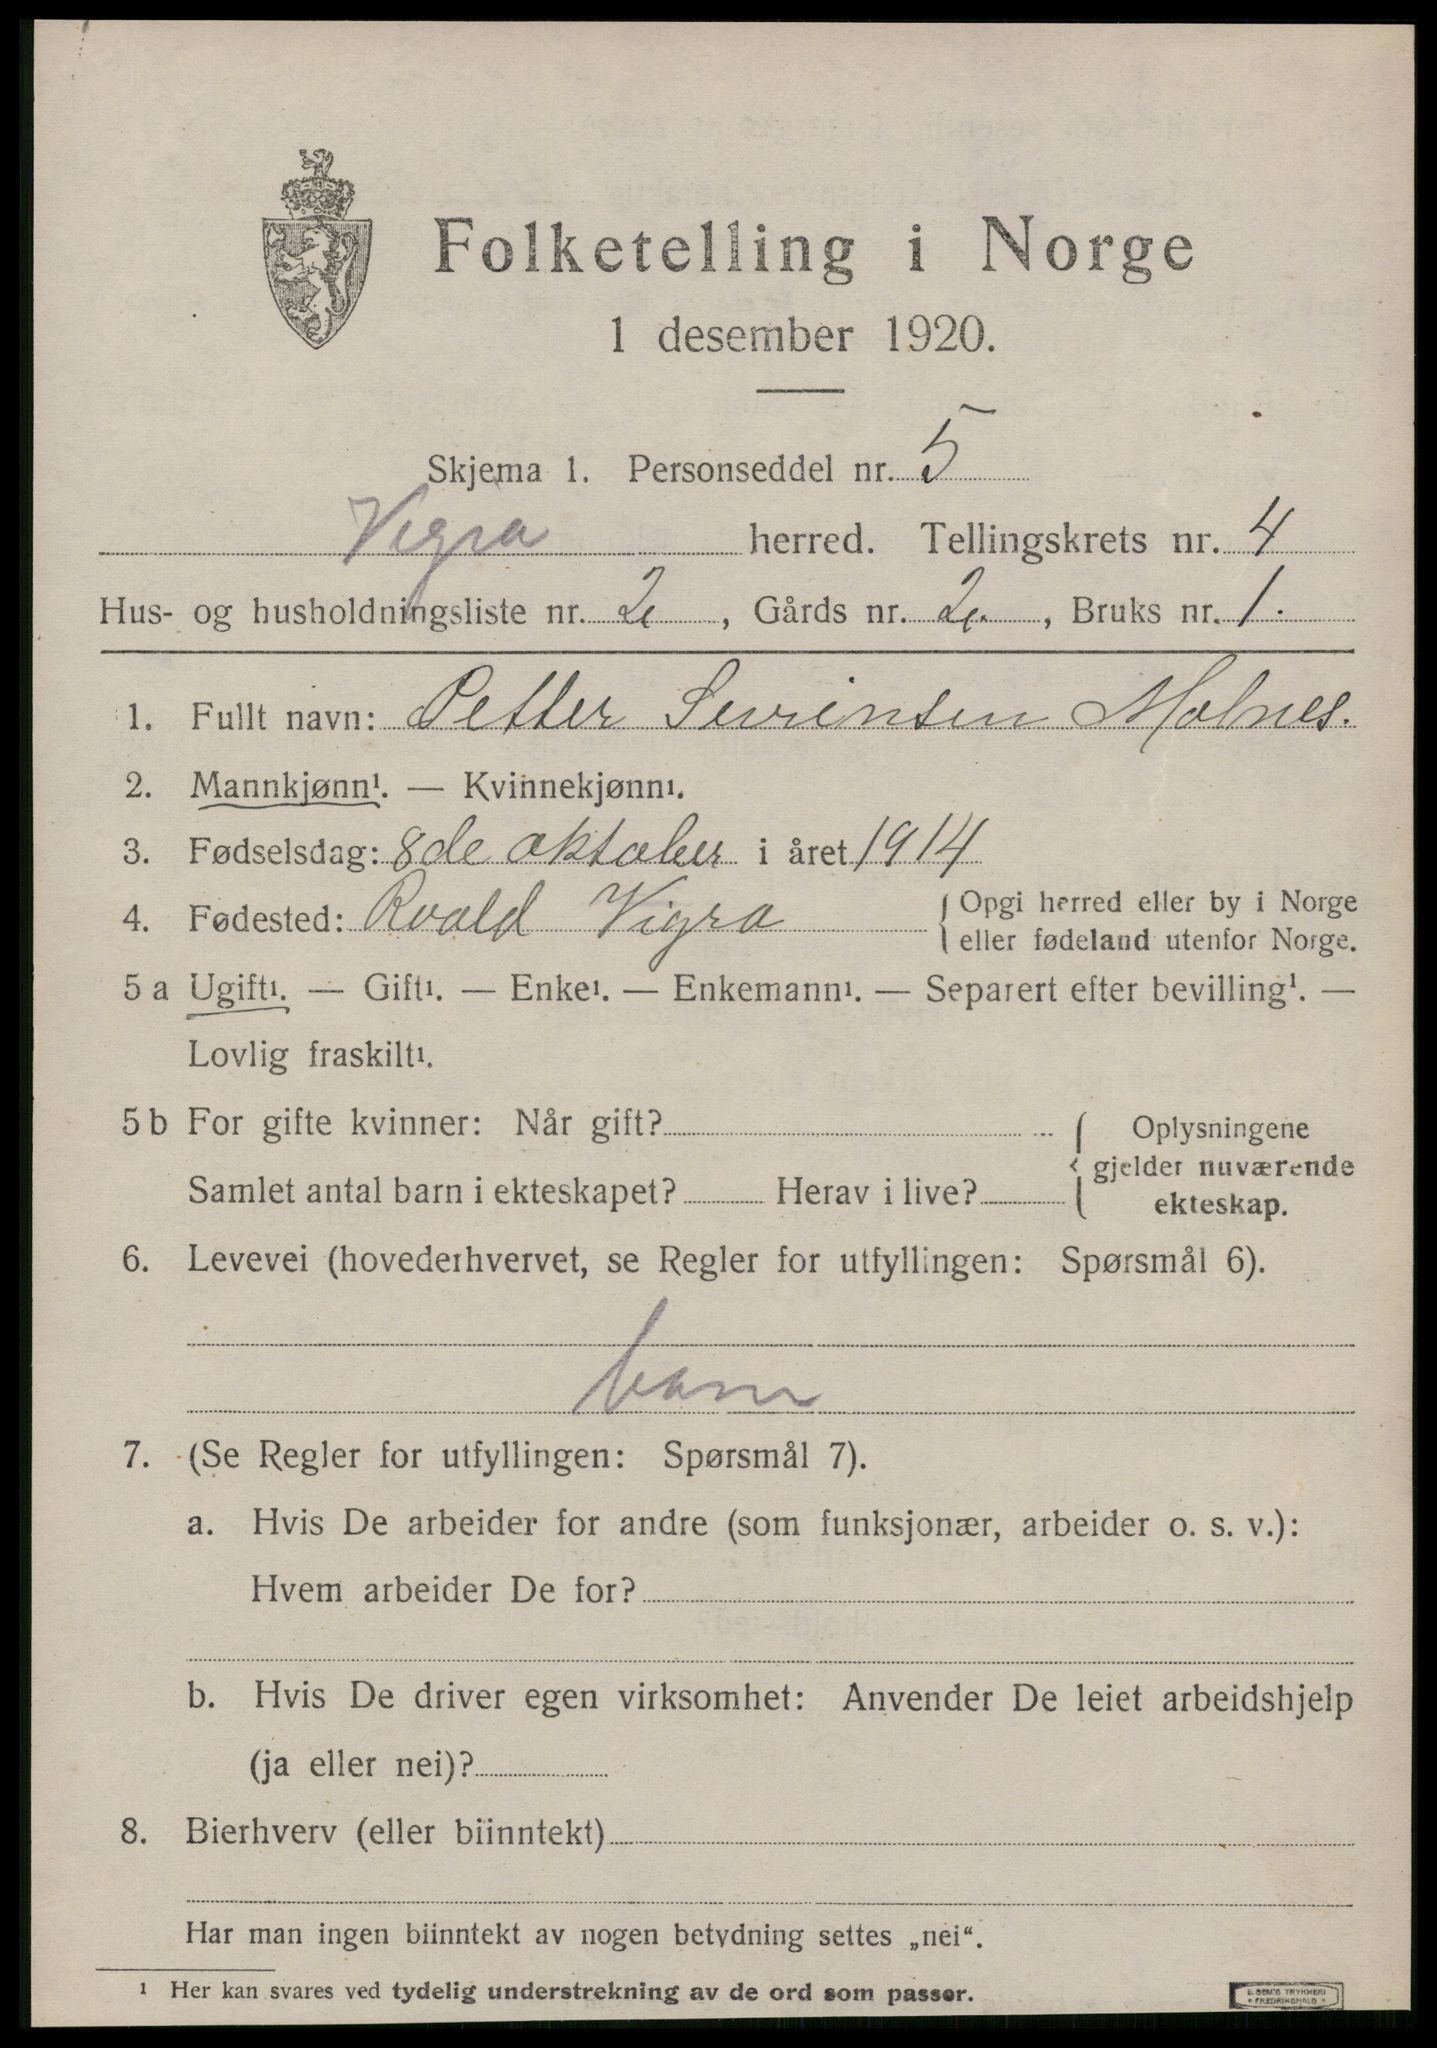 Folketelling i Norge
1 desember 1920.
Skjema 1. Personseddel nr. 5
Vigra herred. Tellingskrets nr. 4
Hus- og husholdningsliste nr. 2, Gårds nr. 2, Bruks nr. 1.
1. Fullt navn: Petter Sevrinsen Molnes.
2. Mannkjønn¹. — Kvinnekjønn¹.
3. Fødselsdag: 8de oktober i året 1914
4. Fødested: Roald Vigra { Opgi herred eller by i Norge
eller fødeland utenfor Norge.
5 a Ugift¹. — Gift¹. — Enke¹. — Enkemann¹. — Separert efter bevilling¹. —
Lovlig fraskilt¹.
5 b For gifte kvinner: Når gift? { Oplysningene
gjelder nuværende
Samlet antal barn i ekteskapet? Herav i live?
ekteskap.
6. Levevei (hovederhvervet, se Regler for utfyllingen: Spørsmål 6).
barn
7. (Se Regler for utfyllingen: Spørsmål 7).
a. Hvis De arbeider for andre (som funksjonær, arbeider o. s. v.):
Hvem arbeider De for?
b. Hvis De driver egen virksomhet: Anvender De leiet arbeidshjelp
(ja eller nei)?
8. Bierhverv (eller biinntekt)
Har man ingen biinntekt av nogen betydning settes „nei“.
¹ Her kan svares ved tydelig understrekning av de ord som passer.
E. SEM'S TRYKKERI
FREDRIKSHALD